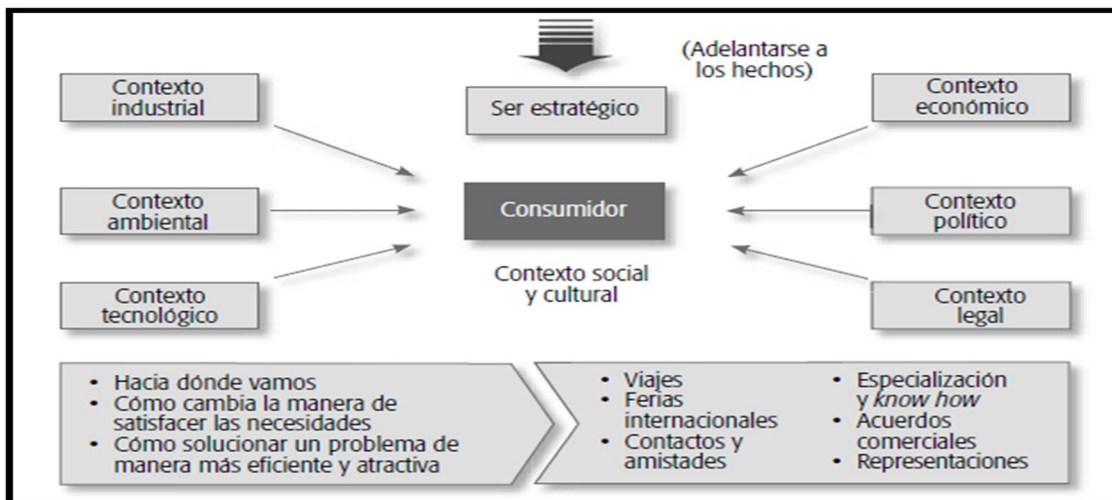 (Adelantarse a
los hechos)
Contexto
industrial
Ser estratégico
Contexto
económico
Contexto
ambiental
Consumidor
Contexto
político
Contexto social
y cultural
Contexto
tecnológico
Contexto
legal
• Hacia dónde vamos
• Cómo cambia la manera de
satisfacer las necesidades
• Cómo solucionar un problema de
manera más eficiente y atractiva
• Viajes
• Ferias
internacionales
• Contactos y
amistades
• Especialización
y know how
• Acuerdos
comerciales
• Representaciones